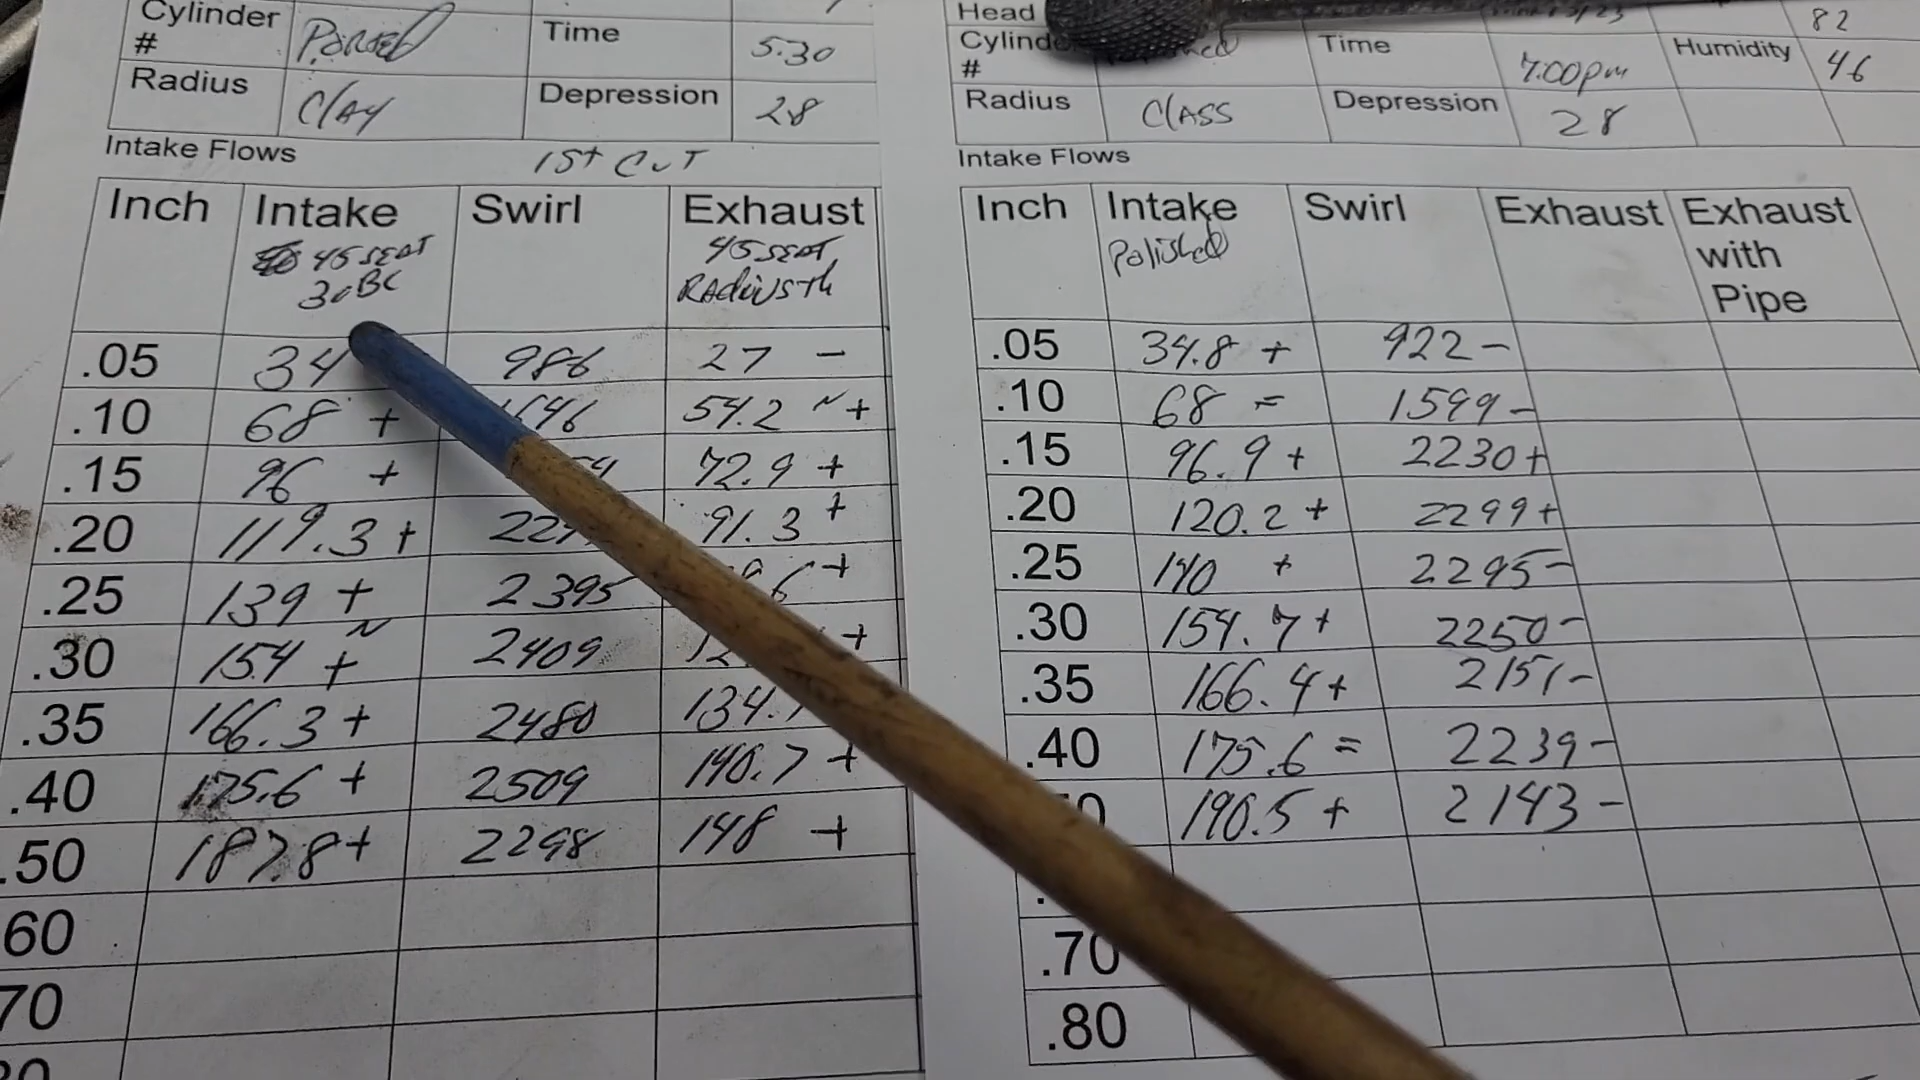 Cylinder
#
Ported
Time
5.30
Radius
Clay
Depression
28
Intake Flows
1st Cut
Inch Intake Swirl Exhaust
45 SEAT
30 BC
45 SEAT
Radius th
.05 34 986 27 -
.10 68 + 54.2 ~ +
.15 96 + 72.9 +
.20 119.3 + 91.3 +
.25 139 + 2395 +
.30 154 + ~ 2409 +
.35 166.3 + 2480
.40 175.6 + 2509 140.7 +
.50 187.8 + 2298 148 +
60
70
Head
82
Cylinder
#
Time
7:00pm
Humidity
46
Radius
Class
Depression
28
Intake Flows
Inch Intake Swirl Exhaust Exhaust
with
Pipe
Polished
.05 34.8 + 922 -
.10 68 = 1599 -
.15 96.9 + 2230 +
.20 120.2 + 2299 +
.25 140 + 2295 -
.30 154.7 + 2250 -
.35 166.4 + 2151 -
.40 175.6 = 2239 -
190.5 + 2143 -
.70
.80